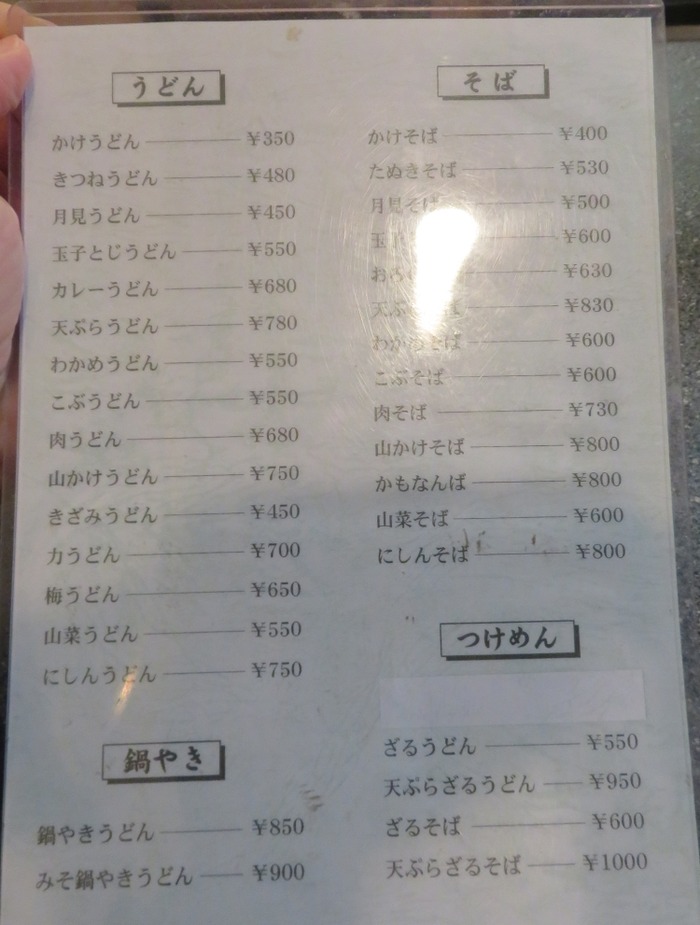 うどん
かけうどん ¥350
きつねうどん ¥480
月見うどん ¥450
玉子とじうどん ¥550
カレーうどん ¥680
天ぷらうどん ¥780
わかめうどん ¥550
こぶうどん ¥550
肉うどん ¥680
山かけうどん ¥750
きざみうどん ¥450
力うどん ¥700
梅うどん ¥650
山菜うどん ¥550
にしんうどん ¥750
鍋やき
鍋やきうどん ¥850
みそ鍋やきうどん ¥900
そば
かけそば ¥400
たぬきそば ¥530
月見そば ¥500
¥600
¥630
¥830
わかめそば ¥600
こぶそば ¥600
肉そば ¥730
山かけそば ¥800
かもなんば ¥800
山菜そば ¥600
にしんそば ¥800
つけめん
ざるうどん ¥550
天ぷらざるうどん ¥950
ざるそば ¥600
天ぷらざるそば ¥1000